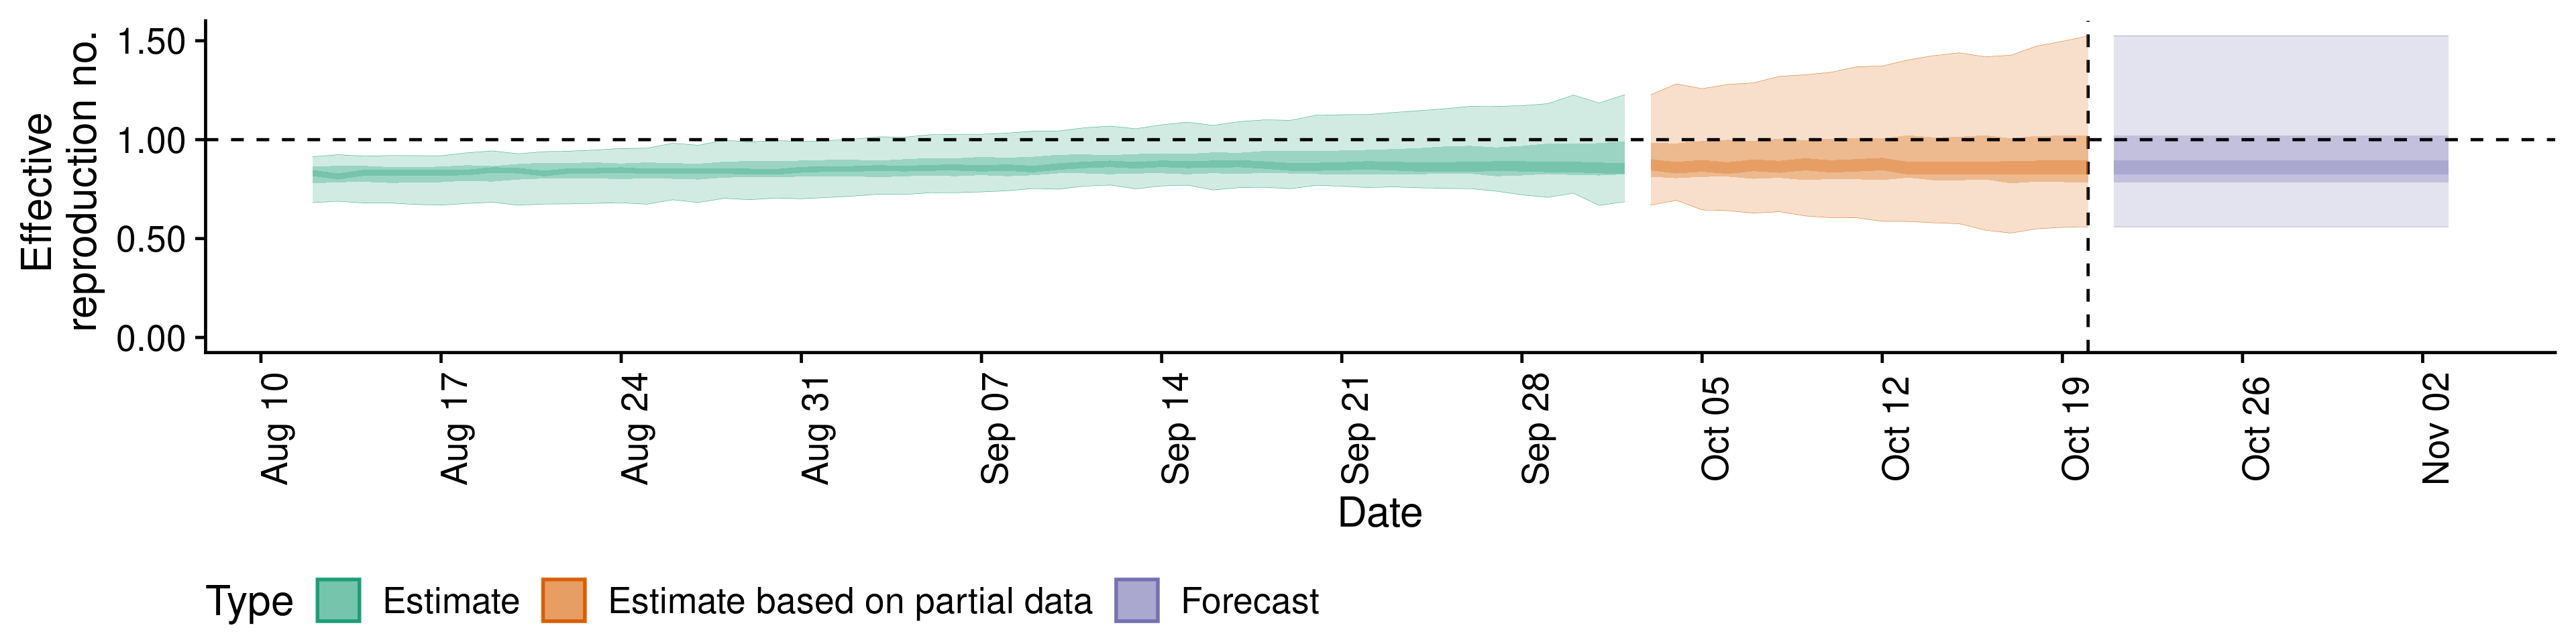 Effective
reproduction no.
1.50
1.00
0.50
0.00
Aug 10
Aug 17
Aug 24
Aug 31
Sep 07
Sep 14
Sep 21
Sep 28
Oct 05
Oct 12
Oct 19
Oct 26
Nov 02
Date
Type Estimate Estimate based on partial data Forecast